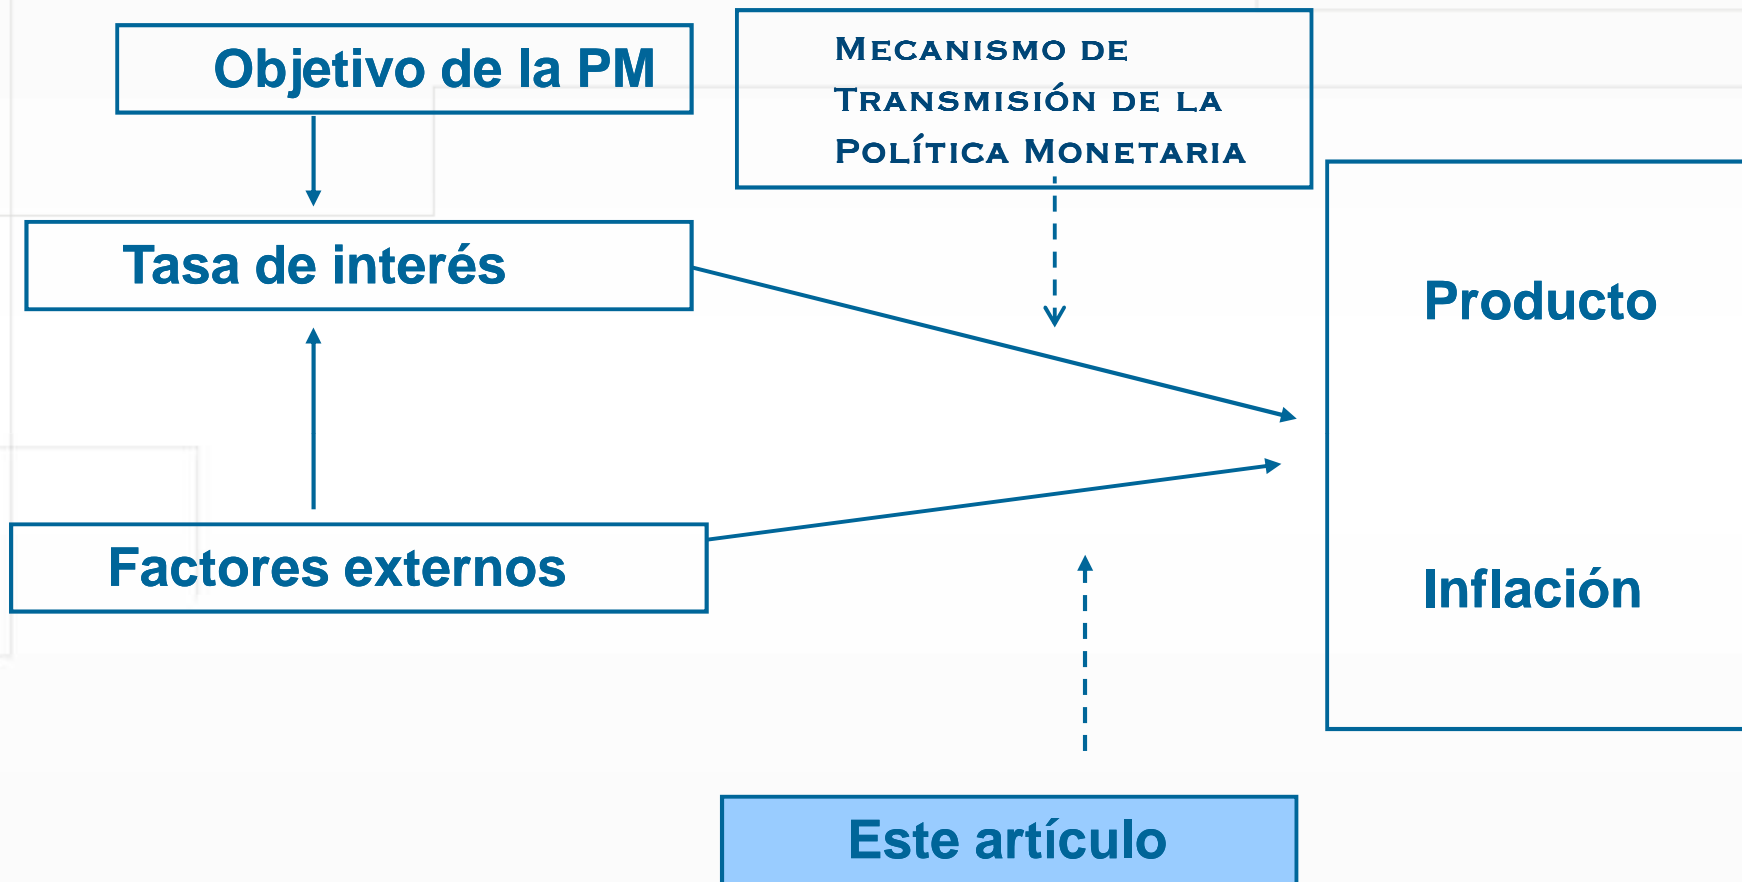 Objetivo de la PM
Mecanismo de
Transmisión de la
Política Monetaria
Tasa de interés
Producto
Factores externos
Inflación
Este artículo